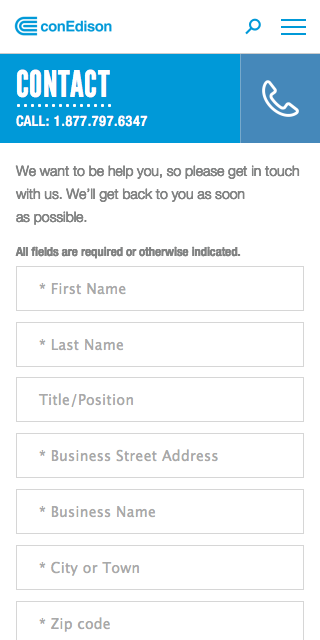 conEdison
CONTACT
CALL: 1.877.797.6347
We want to be help you, so please get in touch
with us. We’ll get back to you as soon
as possible.
All fields are required or otherwise indicated.
* First Name
* Last Name
Title/Position
* Business Street Address
* Business Name
* City or Town
* Zip code